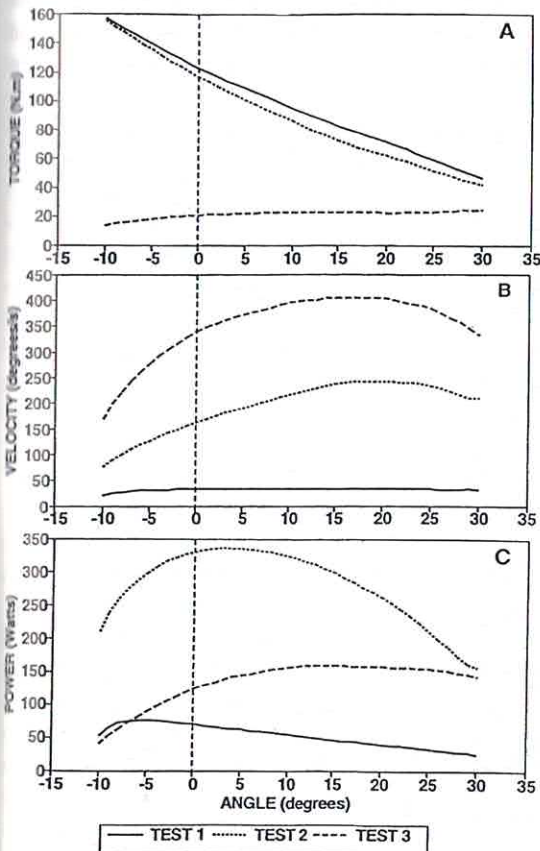 A
TORQUE (N.m)
160
140
120
100
80
60
40
20
0
-15 -10 -5 0 5 10 15 20 25 30 35
B
VELOCITY (degrees/s)
450
400
350
300
250
200
150
100
50
0
-15 -10 -5 0 5 10 15 20 25 30 35
C
POWER (Watts)
350
300
250
200
150
100
50
0
-15 -10 -5 0 5 10 15 20 25 30 35
ANGLE (degrees)
TEST 1 TEST 2 TEST 3